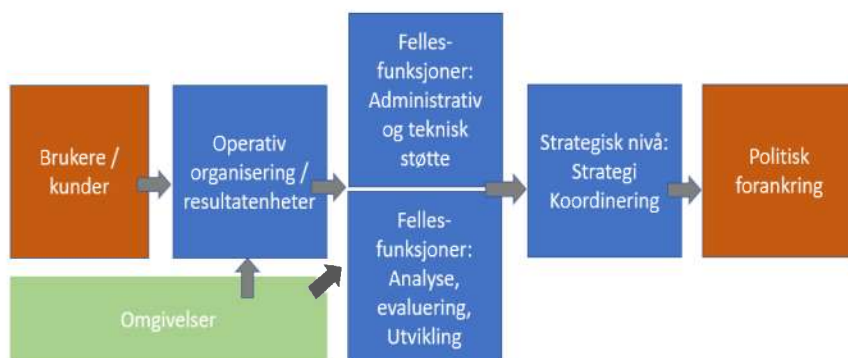 Brukere /
kunder
Operativ
organisering /
resultatenheter
Omgivelser
Felles-
funksjoner:
Administrativ
og teknisk
støtte
Felles-
funksjoner:
Analyse,
evaluering,
Utvikling
Strategisk nivå:
Strategi
Koordinering
Politisk
forankring